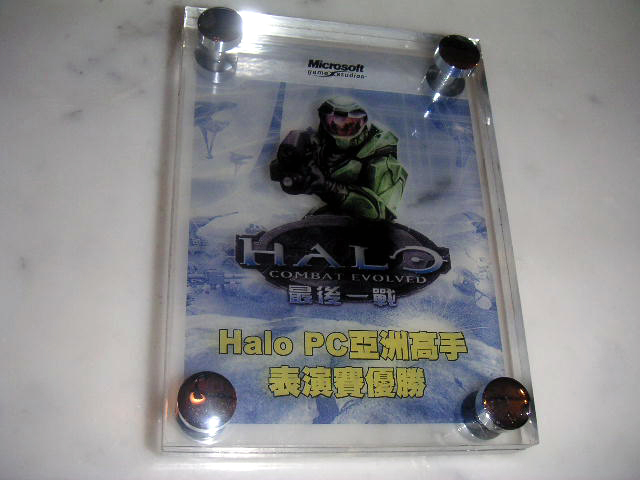 Microsoft
game studios
HALO
COMBAT EVOLVED
最後一戰
Halo PC亞洲高手
表演賽優勝